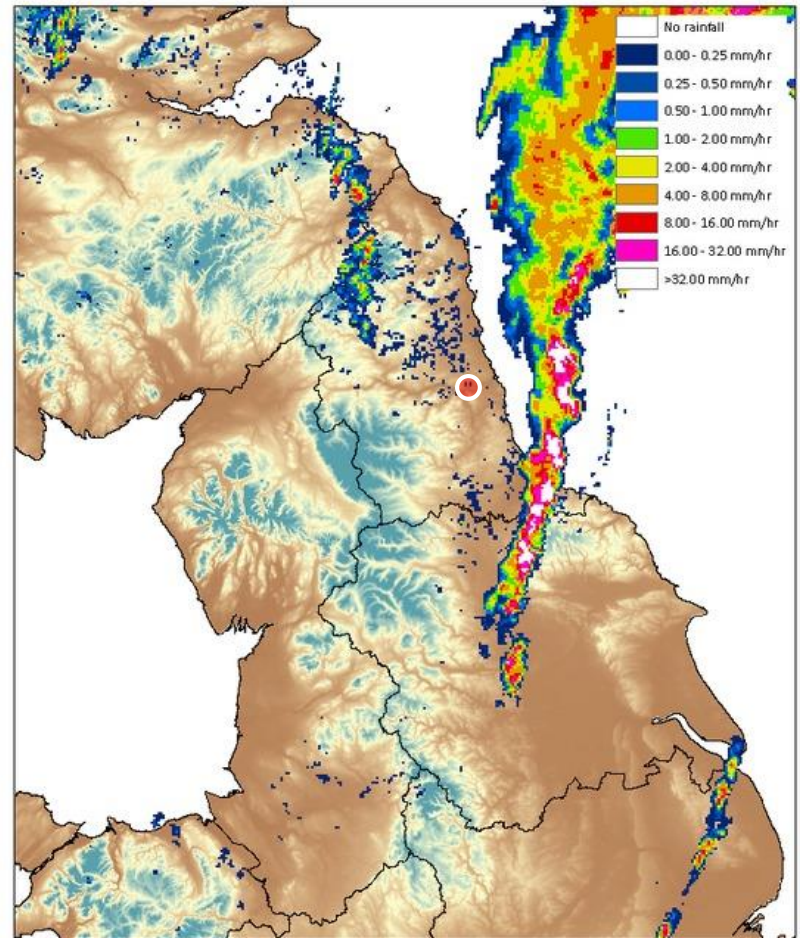 No rainfall
0.00 - 0.25 mm/hr
0.25 - 0.50 mm/hr
0.50 - 1.00 mm/hr
1.00 - 2.00 mm/hr
2.00 - 4.00 mm/hr
4.00 - 8.00 mm/hr
8.00 - 16.00 mm/hr
16.00 - 32.00 mm/hr
>32.00 mm/hr